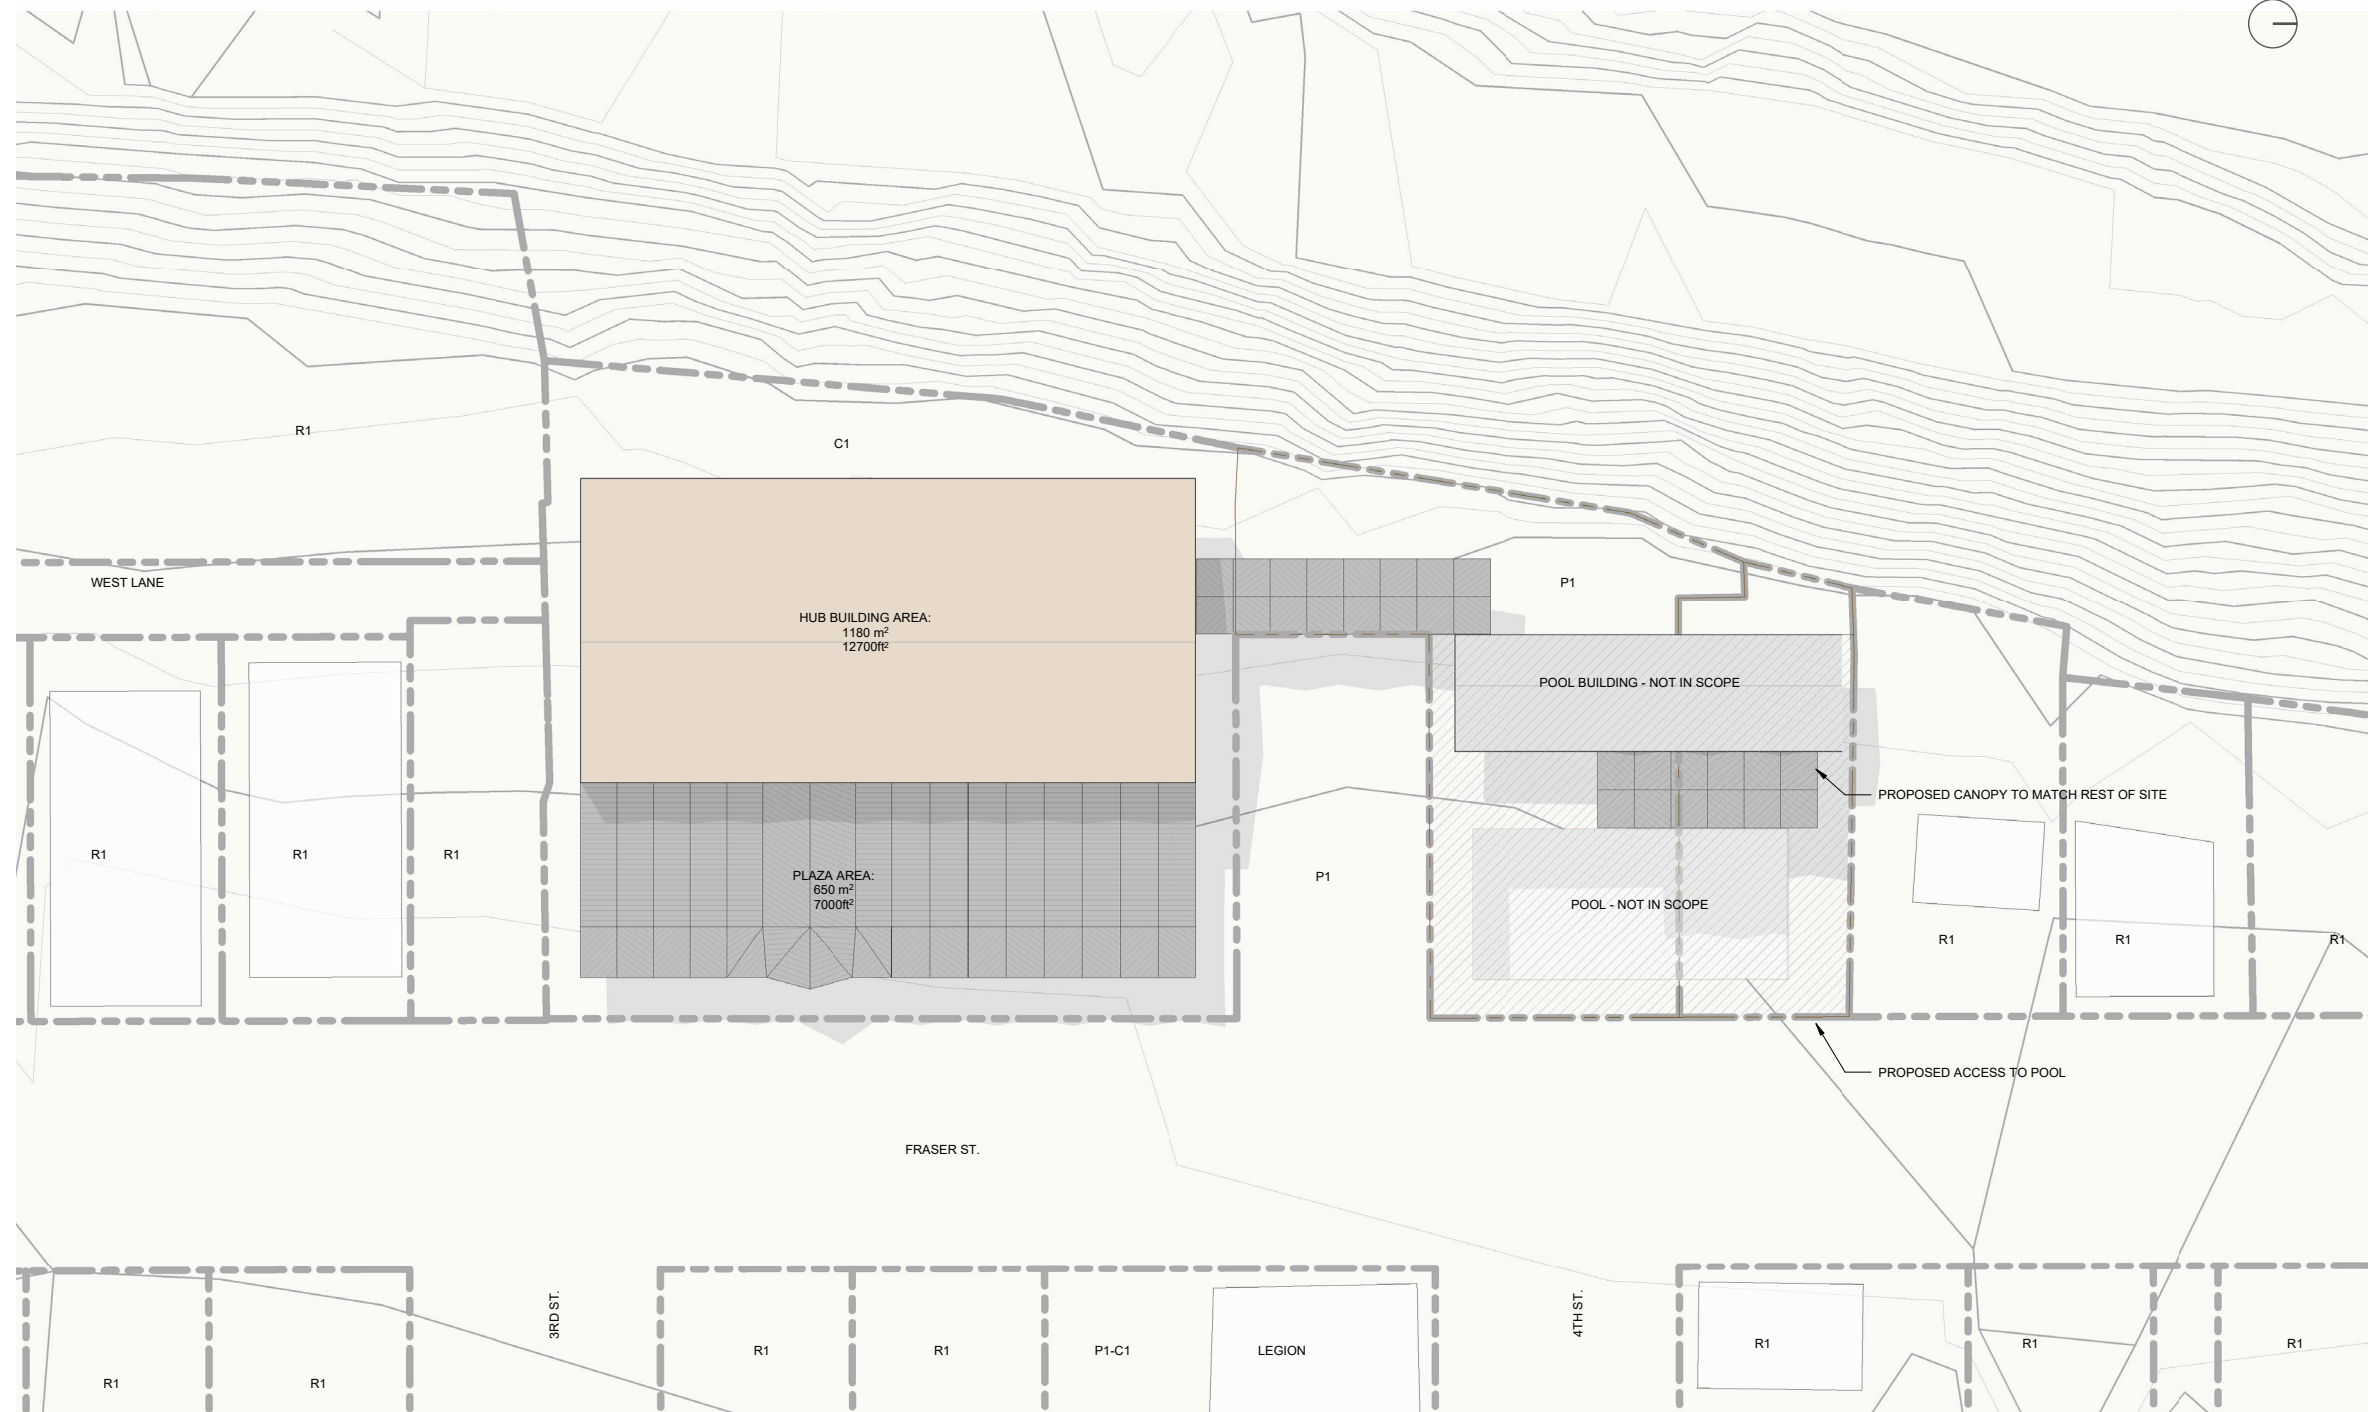 R1
C1
WEST LANE
P1
HUB BUILDING AREA:
1180 m²
12700ft²
POOL BUILDING - NOT IN SCOPE
PROPOSED CANOPY TO MATCH REST OF SITE
R1
R1
R1
PLAZA AREA:
650 m²
7000ft²
P1
POOL - NOT IN SCOPE
R1
R1
R1
PROPOSED ACCESS TO POOL
FRASER ST.
3RD ST.
4TH ST.
R1
R1
R1
R1
P1-C1
LEGION
R1
R1
R1